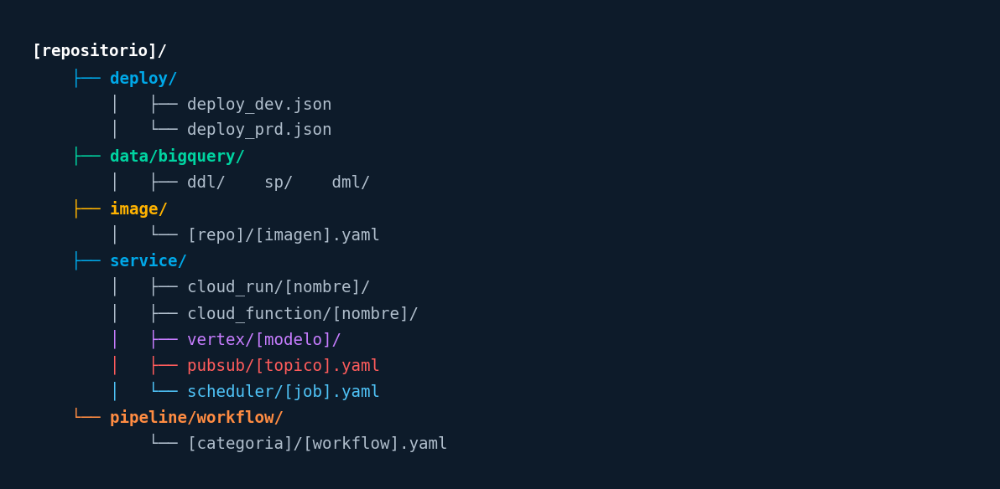 [repositorio]/
├── deploy/
│   ├── deploy_dev.json
│   └── deploy_prd.json
├── data/bigquery/
│   ├── ddl/    sp/    dml/
├── image/
│   └── [repo]/[imagen].yaml
├── service/
│   ├── cloud_run/[nombre]/
│   ├── cloud_function/[nombre]/
│   ├── vertex/[modelo]/
│   ├── pubsub/[topico].yaml
│   └── scheduler/[job].yaml
└── pipeline/workflow/
    └── [categoria]/[workflow].yaml